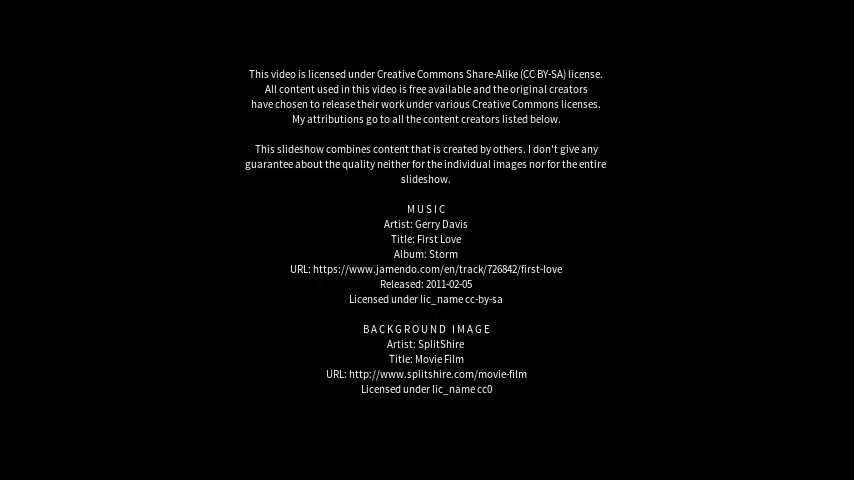 This video is licensed under Creative Commons Share-Alike (CC BY-SA) license.
All content used in this video is free available and the original creators
have chosen to release their work under various Creative Commons licenses.
My attributions go to all the content creators listed below.
This slideshow combines content that is created by others. I don't give any
guarantee about the quality neither for the individual images nor for the entire
slideshow.
MUSIC
Artist: Gerry Davis
Title: First Love
Album: Storm
URL: https://www.jamendo.com/en/track/726842/first-love
Released: 2011-02-05
Licensed under lic_name cc-by-sa
BACKGROUND IMAGE
Artist: SplitShire
Title: Movie Film
URL: http://www.splitshire.com/movie-film
Licensed under lic_name cc0